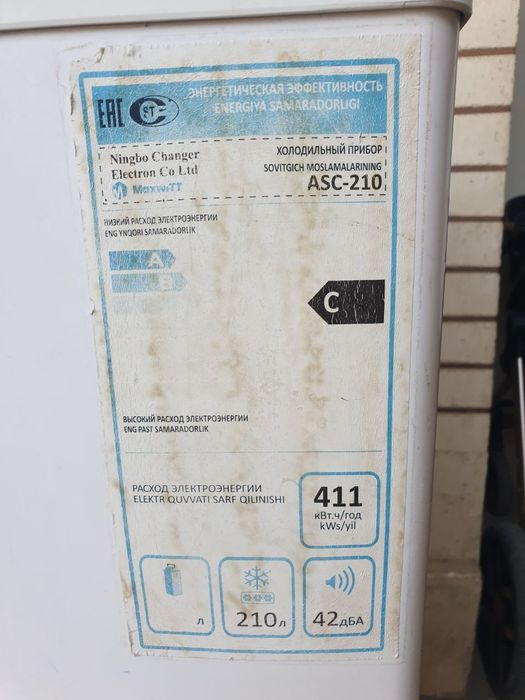 ЭНЕРГЕТИЧЕСКАЯ ЭФФЕКТИВНОСТЬ
ENERGIYA SAMARADORLIGI
EAC
ST
Ningbo Changer
Electron Co Ltd
MaxwiTT
ХОЛОДИЛЬНЫЙ ПРИБОР
SOVITGICH MOSLAMALARINING
ASC-210
НИЗКИЙ РАСХОД ЭЛЕКТРОЭНЕРГИИ
ENG YNQORI SAMARADORLIK
A
B
C
ВЫСОКИЙ РАСХОД ЭЛЕКТРОЭНЕРГИИ
ENG PAST SAMARADORLIK
РАСХОД ЭЛЕКТРОЭНЕРГИИ
ELEKTR QUVVATI SARF QILINISHI
411
кВт.ч/год
kWs/yil
л
210л
42дБА